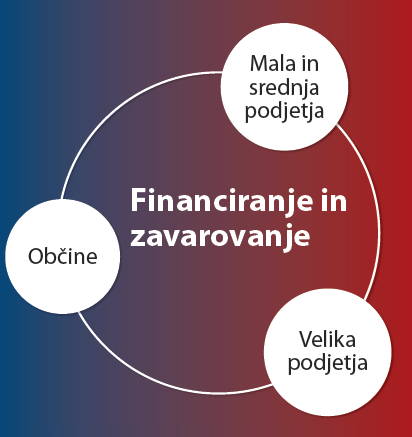 Mala in
srednja
podjetja
Financiranje in
zavarovanje
Občine
Velika
podjetja